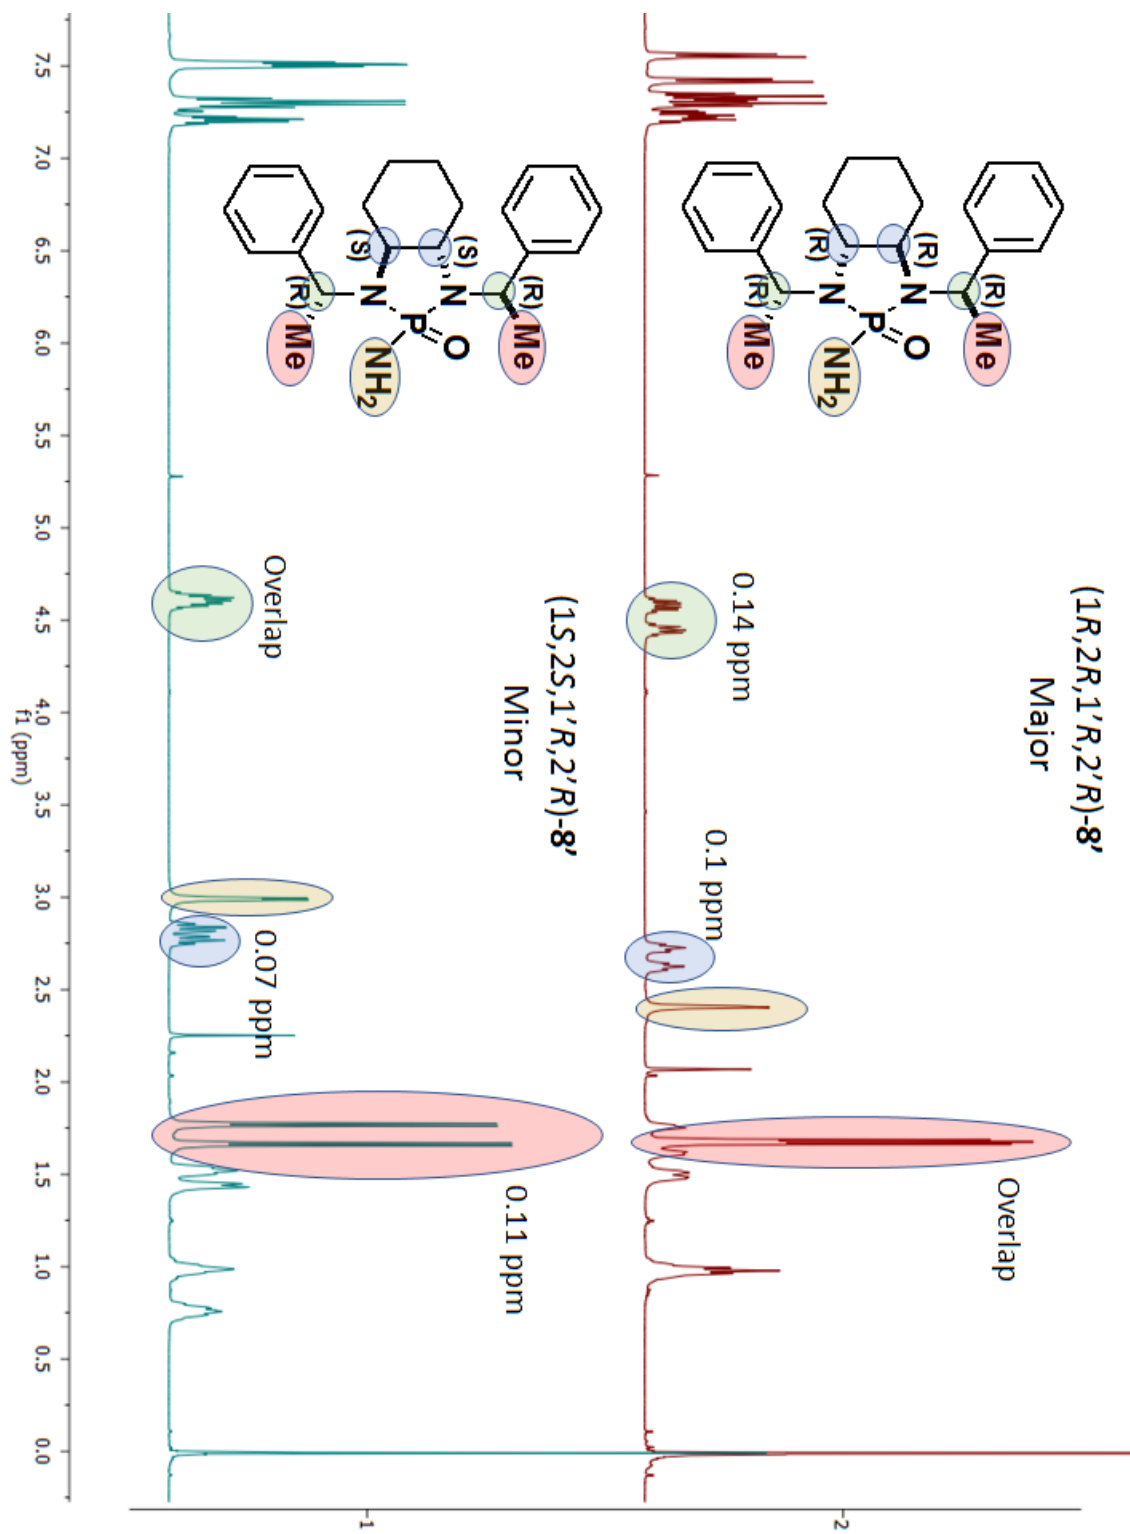 (1R,2R,1'R,2'R)-8'
Major
(R)
(R)
N
Me
P
O
N
NH2
(R)
(R)
Me
0.14 ppm
0.1 ppm
Overlap
2
(1S,2S,1'R,2'R)-8'
Minor
(S)
(R)
N
Me
P
O
N
NH2
(S)
(R)
Me
Overlap
0.07 ppm
0.11 ppm
1
7.5 7.0 6.5 6.0 5.5 5.0 4.5 4.0 3.5 3.0 2.5 2.0 1.5 1.0 0.5 0.0
f1 (ppm)